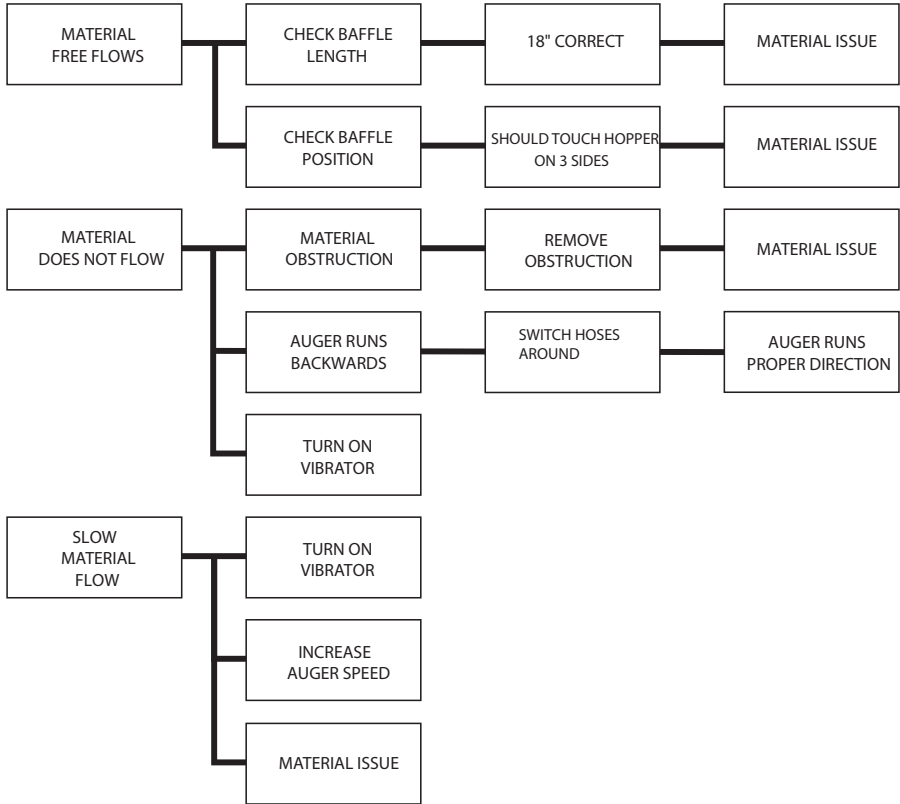 MATERIAL
FREE FLOWS
CHECK BAFFLE
LENGTH
18" CORRECT
MATERIAL ISSUE
CHECK BAFFLE
POSITION
SHOULD TOUCH HOPPER
ON 3 SIDES
MATERIAL ISSUE
MATERIAL
DOES NOT FLOW
MATERIAL
OBSTRUCTION
REMOVE
OBSTRUCTION
MATERIAL ISSUE
AUGER RUNS
BACKWARDS
SWITCH HOSES
AROUND
AUGER RUNS
PROPER DIRECTION
TURN ON
VIBRATOR
SLOW
MATERIAL
FLOW
TURN ON
VIBRATOR
INCREASE
AUGER SPEED
MATERIAL ISSUE